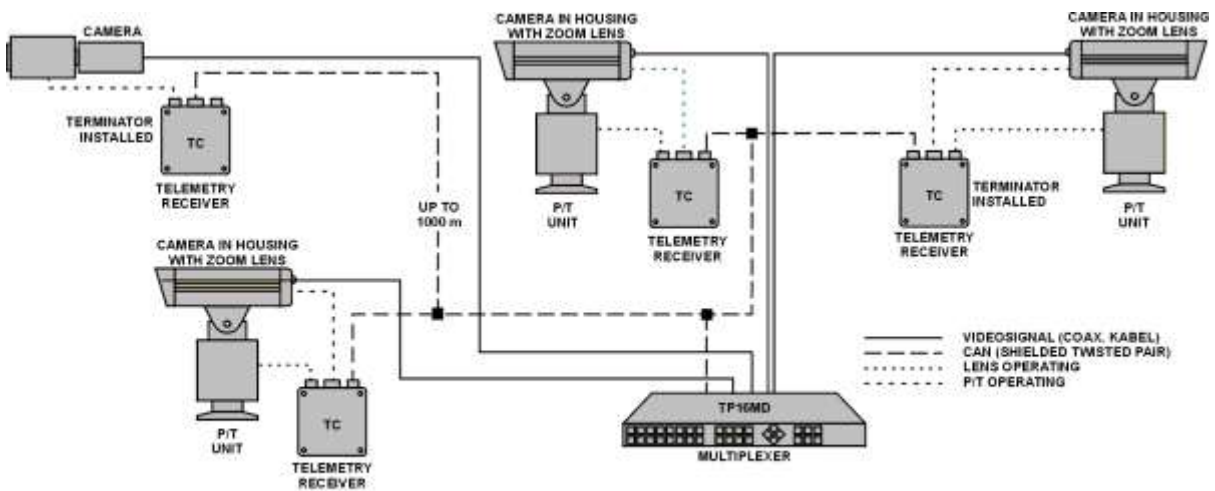 CAMERA
TERMINATOR
INSTALLED
TC
TELEMETRY
RECEIVER
CAMERA IN HOUSING
WITH ZOOM LENS
TC
P/T
UNIT
TELEMETRY
RECEIVER
CAMERA IN HOUSING
WITH ZOOM LENS
TC
TERMINATOR
INSTALLED
TELEMETRY
RECEIVER
P/T
UNIT
UP TO
1000 m
CAMERA IN HOUSING
WITH ZOOM LENS
P/T
UNIT
TC
TELEMETRY
RECEIVER
VIDEOSIGNAL (COAX. KABEL)
CAN (SHIELDED TWISTED PAIR)
LENS OPERATING
P/T OPERATING
TP16MD
MULTIPLEXER